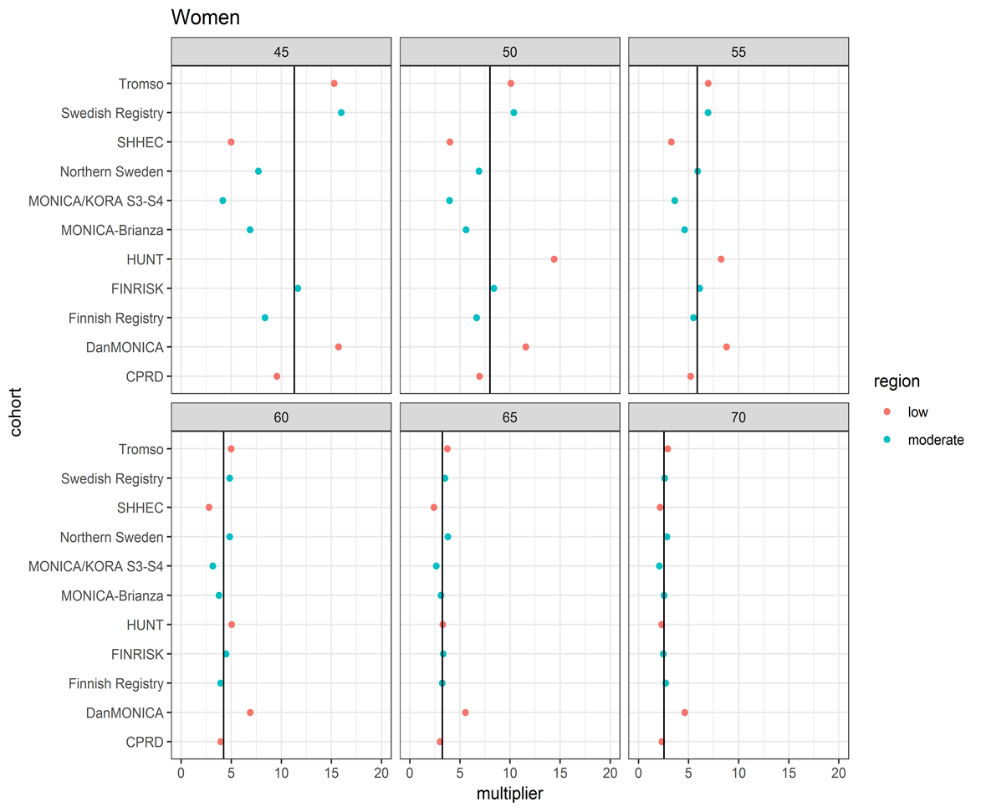 Women
45 50 55
Tromso
Swedish Registry
SHHEC
Northern Sweden
MONICA/KORA S3-S4
MONICA-Brianza
HUNT
FINRISK
Finnish Registry
DanMONICA
CPRD
cohort
60 65 70
Tromso
Swedish Registry
SHHEC
Northern Sweden
MONICA/KORA S3-S4
MONICA-Brianza
HUNT
FINRISK
Finnish Registry
DanMONICA
CPRD
0 5 10 15 20 0 5 10 15 20 0 5 10 15 20
multiplier
region
low
moderate